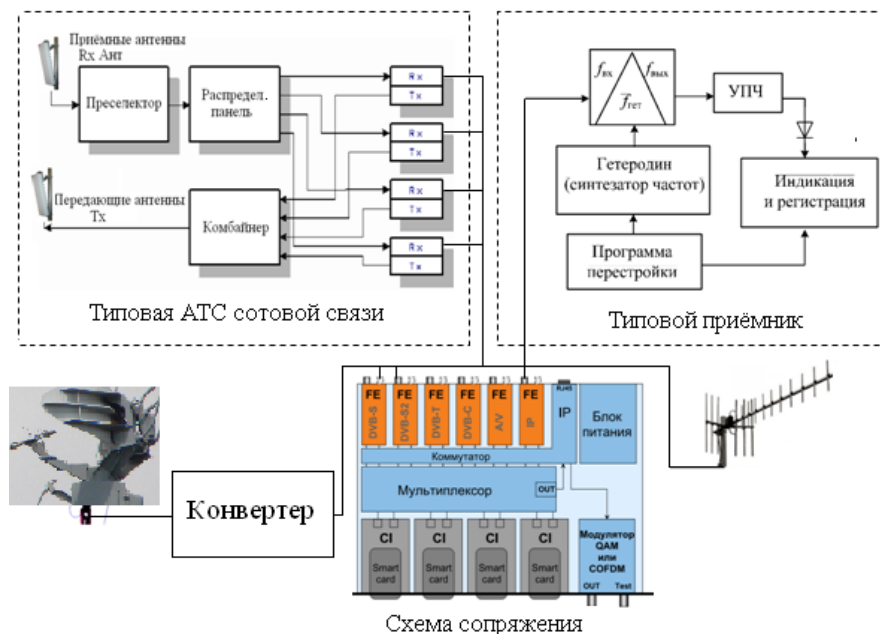 Приёмные антенны
Rx Ант
Преселектор
Распредел.
панель
Rx
Tx
Rx
Tx
Rx
Tx
Rx
Tx
Передающие антенны
Tx
Комбайнер
Типовая АТС сотовой связи
fвх
fвых
fгет
УПЧ
Гетеродин
(синтезатор частот)
Индикация
и регистрация
Программа
перестройки
Типовой приёмник
Конвертер
FE
DVB-S
FE
DVB-S2
FE
DVB-T
FE
DVB-C
FE
A/V
FE
IP
RJ45
IP
Блок
питания
Коммутатор
Мультиплексор
OUT
CI
Smart
card
CI
Smart
card
CI
Smart
card
CI
Smart
card
Модулятор
QAM
или
COFDM
OUT
Test
Схема сопряжения